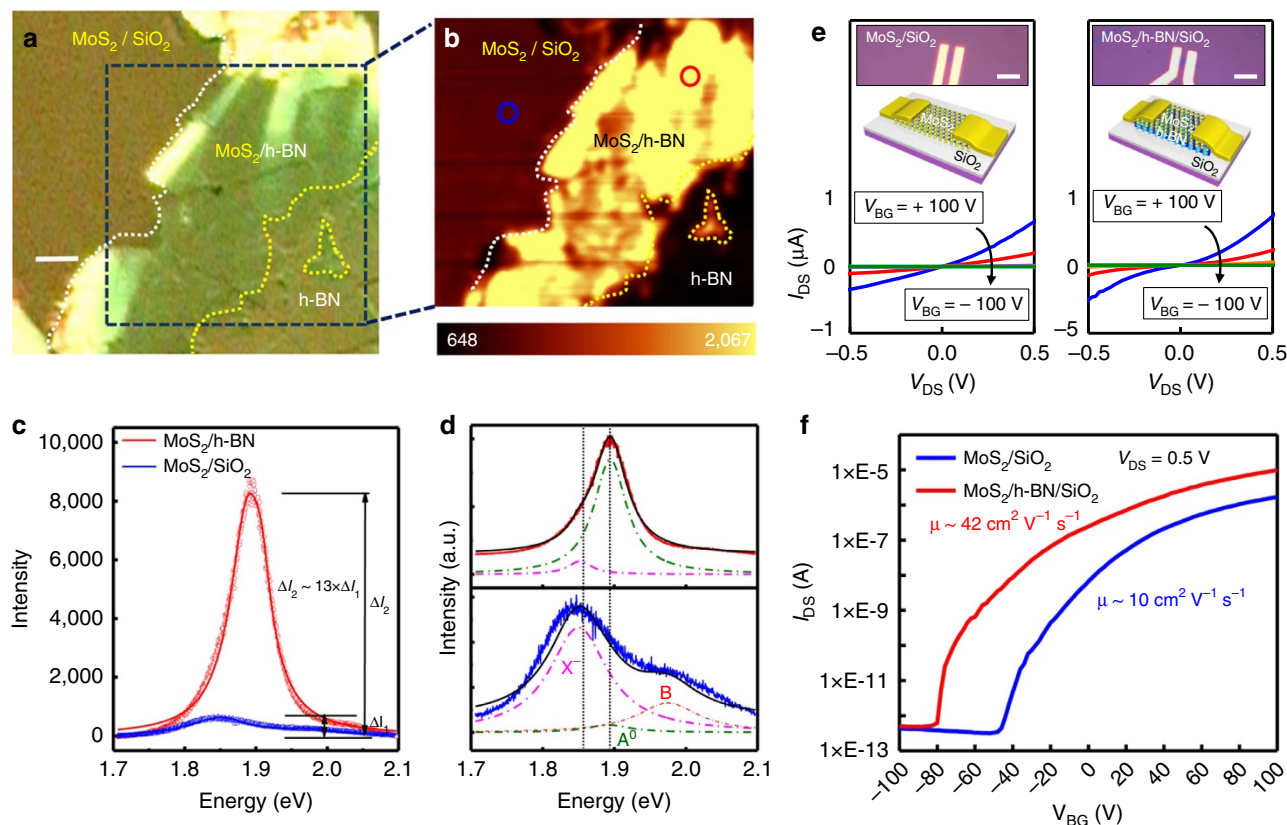 a
MoS2 / SiO2
MoS2/h-BN
h-BN
b
MoS2 / SiO2
MoS2/h-BN
h-BN
648
2,067
c
Intensity
10,000
8,000
6,000
4,000
2,000
0
MoS2/h-BN
MoS2/SiO2
ΔI2 ~ 13×ΔI1
ΔI2
ΔI1
1.7
1.8
1.9
2.0
2.1
Energy (eV)
d
Intensity (a.u.)
X−
B
A0
1.7
1.8
1.9
2.0
2.1
Energy (eV)
e
MoS2/SiO2
MoS2
SiO2
1
0
−1
IDS (µA)
VBG = + 100 V
VBG = − 100 V
−0.5
0.0
0.5
VDS (V)
MoS2/h-BN/SiO2
MoS2
h-BN
SiO2
5
0
−5
VBG = + 100 V
VBG = − 100 V
−0.5
0.0
0.5
VDS (V)
f
MoS2/SiO2
VDS = 0.5 V
MoS2/h-BN/SiO2
μ ~ 42 cm2 V−1 s−1
μ ~ 10 cm2 V−1 s−1
IDS (A)
1×E-5
1×E-7
1×E-9
1×E-11
1×E-13
−100
−80
−60
−40
−20
0
20
40
60
80
100
VBG (V)